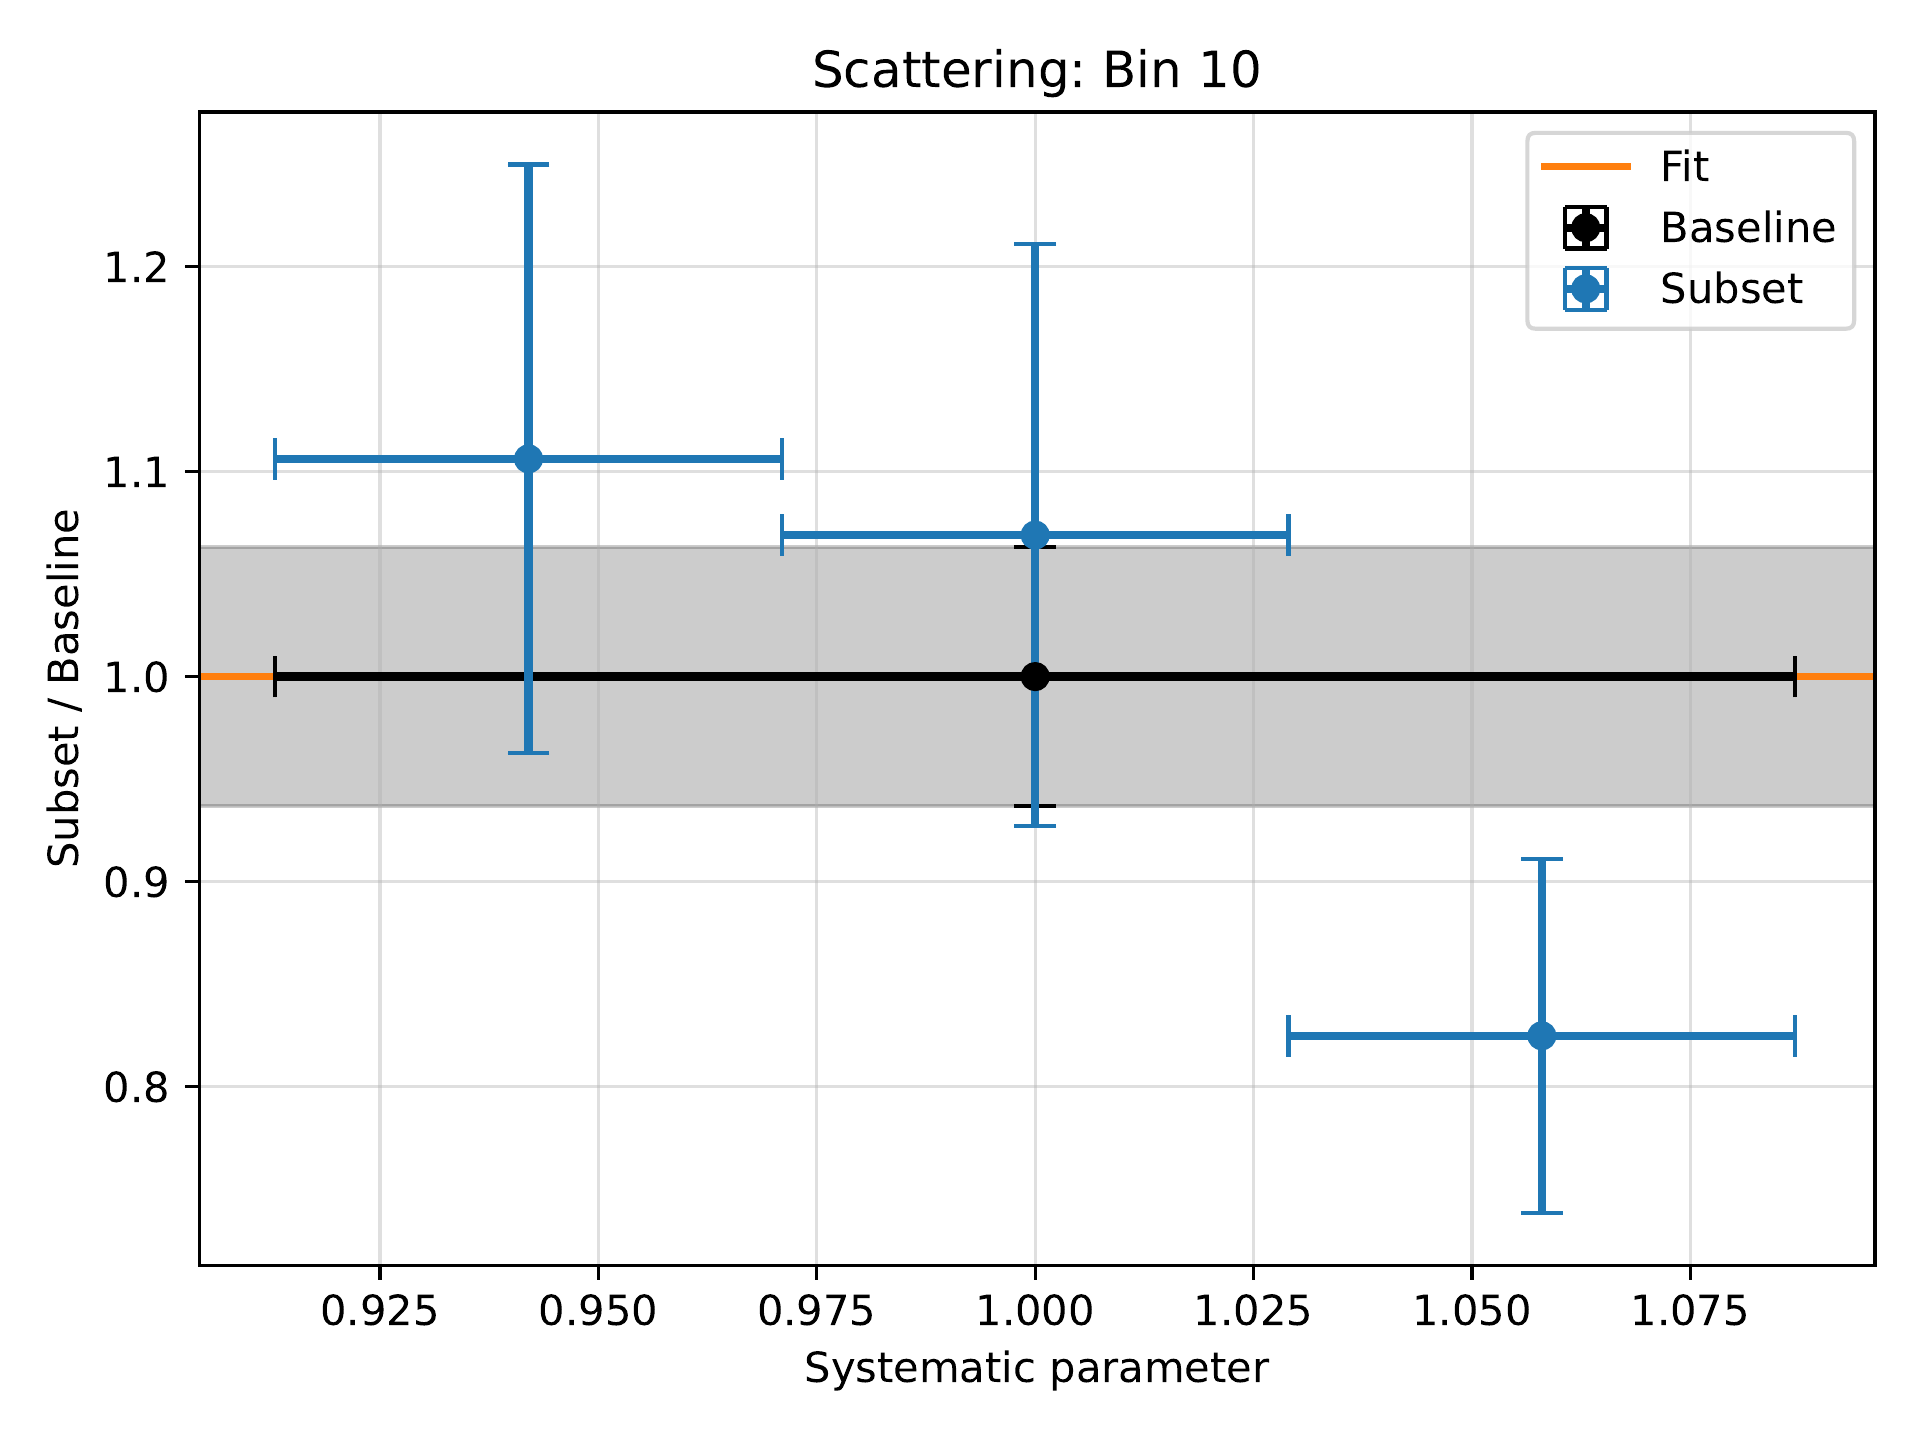 Scattering: Bin 10
Fit
Baseline
Subset
Subset / Baseline
1.2
1.1
1.0
0.9
0.8
0.925 0.950 0.975 1.000 1.025 1.050 1.075
Systematic parameter